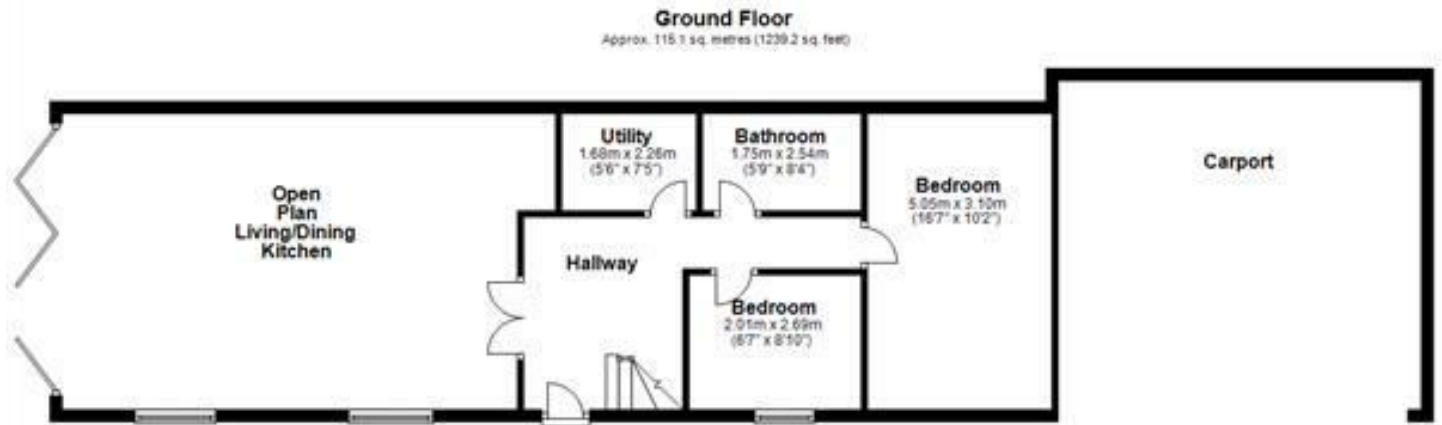 Ground Floor
Approx. 115.1 sq. metres (1239.2 sq. feet)
Utility
1.68m x 2.26m
(5'6" x 7'5")
Bathroom
1.75m x 2.54m
(5'9" x 8'4")
Carport
Bedroom
5.05m x 3.10m
(16'7" x 10'2")
Open
Plan
Living/Dining
Kitchen
Hallway
Bedroom
2.01m x 2.69m
(6'7" x 8'10")